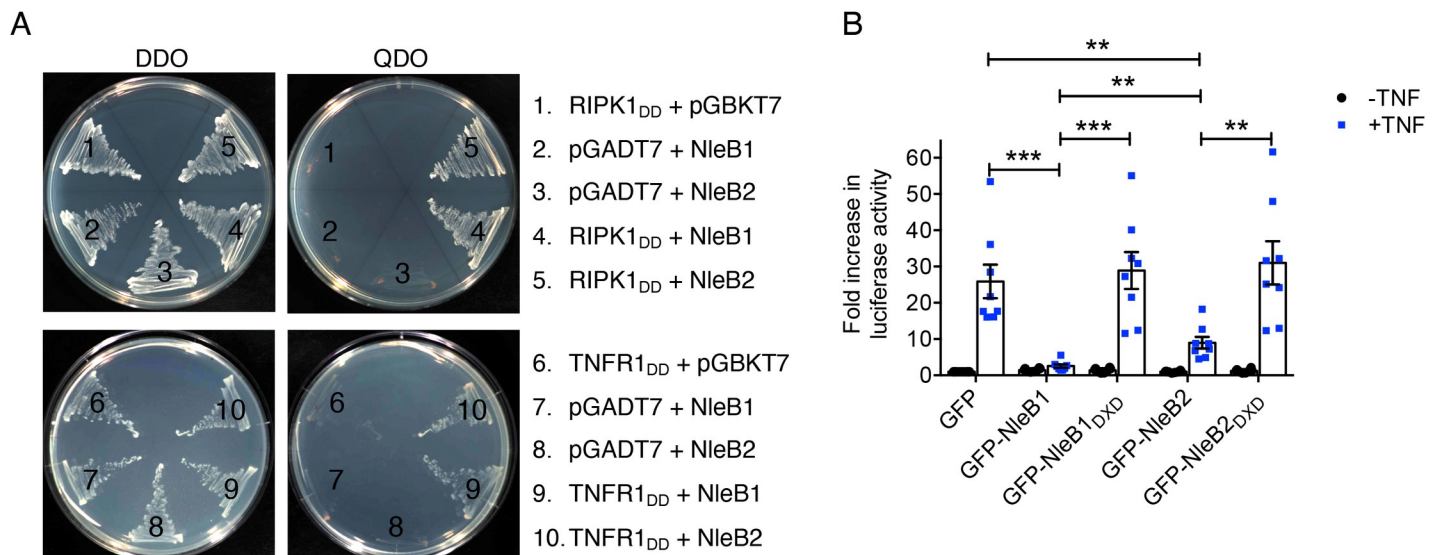 A
DDO
QDO
1
2
3
4
5
1
2
3
4
5
1. RIPK1DD + pGBKT7
2. pGADT7 + NleB1
3. pGADT7 + NleB2
4. RIPK1DD + NleB1
5. RIPK1DD + NleB2
6
7
8
9
10
6
7
8
9
10
6. TNFR1DD + pGBKT7
7. pGADT7 + NleB1
8. pGADT7 + NleB2
9. TNFR1DD + NleB1
10. TNFR1DD + NleB2
B
**
**
***
**
***
-TNF
+TNF
Fold increase in
luciferase activity
60
50
40
30
20
10
0
GFP
GFP-NleB1
GFP-NleB1DXD
GFP-NleB2
GFP-NleB2DXD